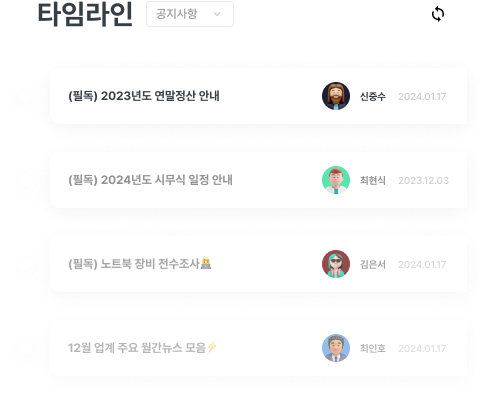 타임라인 공지사항
(필독) 2023년도 연말정산 안내 신중수 2024.01.17
(필독) 2024년도 시무식 일정 안내 최현식 2023.12.03
(필독) 노트북 장비 전수조사 김은서 2024.01.17
12월 업계 주요 월간뉴스 모음⚡ 최인호 2024.01.17